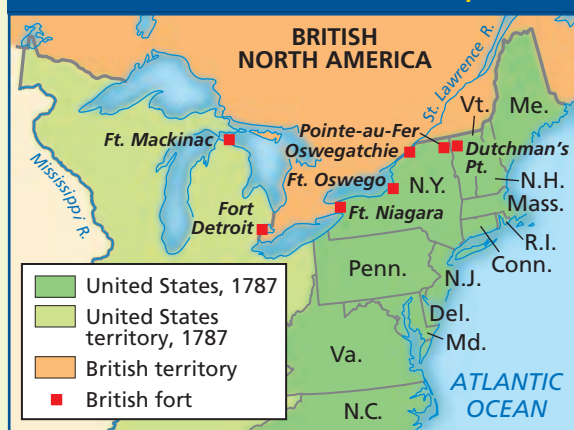 BRITISH
NORTH AMERICA
St. Lawrence R.
Vt.
Me.
Ft. Mackinac
Pointe-au-Fer
Oswegatchie
Dutchman's
Pt.
Mississippi R.
Ft. Oswego
N.Y.
N.H.
Mass.
Fort
Detroit
Ft. Niagara
R.I.
Conn.
Penn.
N.J.
Del.
Md.
Va.
N.C.
ATLANTIC
OCEAN
United States, 1787
United States
territory, 1787
British territory
British fort